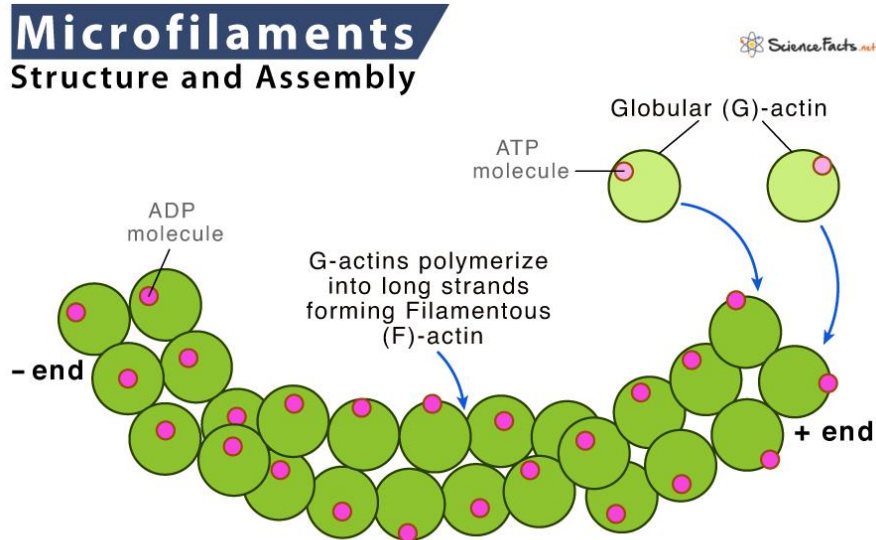 Microfilaments
Structure and Assembly
ScienceFacts.net
Globular (G)-actin
ATP
molecule
ADP
molecule
G-actins polymerize
into long strands
forming Filamentous
(F)-actin
– end
+ end